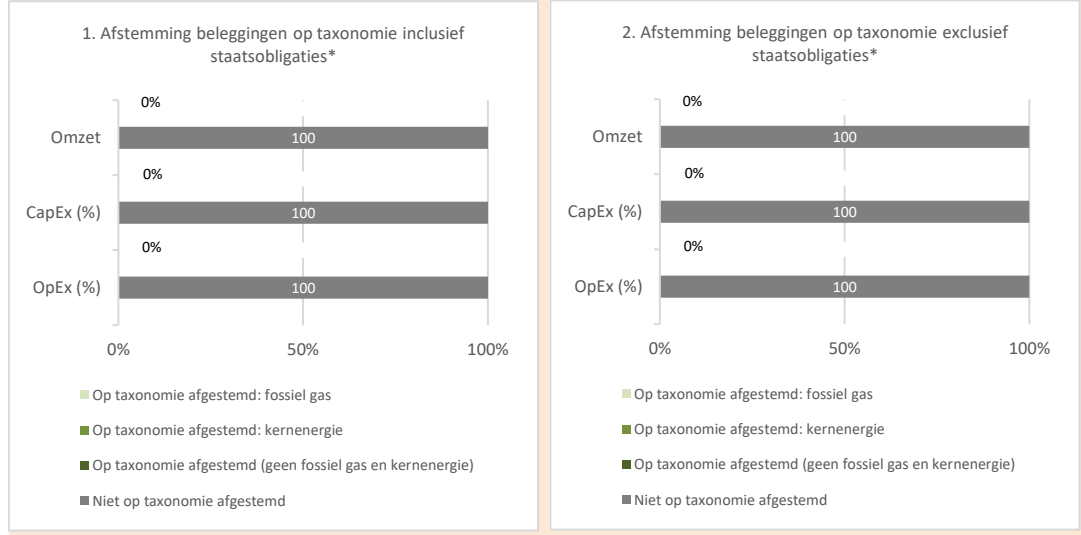 1. Afstemming beleggingen op taxonomie inclusief
staatsobligaties*
0%
Omzet
100
0%
CapEx (%)
100
0%
OpEx (%)
100
0%
50%
100%
Op taxonomie afgestemd: fossiel gas
Op taxonomie afgestemd: kernenergie
Op taxonomie afgestemd (geen fossiel gas en kernenergie)
Niet op taxonomie afgestemd
2. Afstemming beleggingen op taxonomie exclusief
staatsobligaties*
0%
Omzet
100
0%
CapEx (%)
100
0%
OpEx (%)
100
0%
50%
100%
Op taxonomie afgestemd: fossiel gas
Op taxonomie afgestemd: kernenergie
Op taxonomie afgestemd (geen fossiel gas en kernenergie)
Niet op taxonomie afgestemd